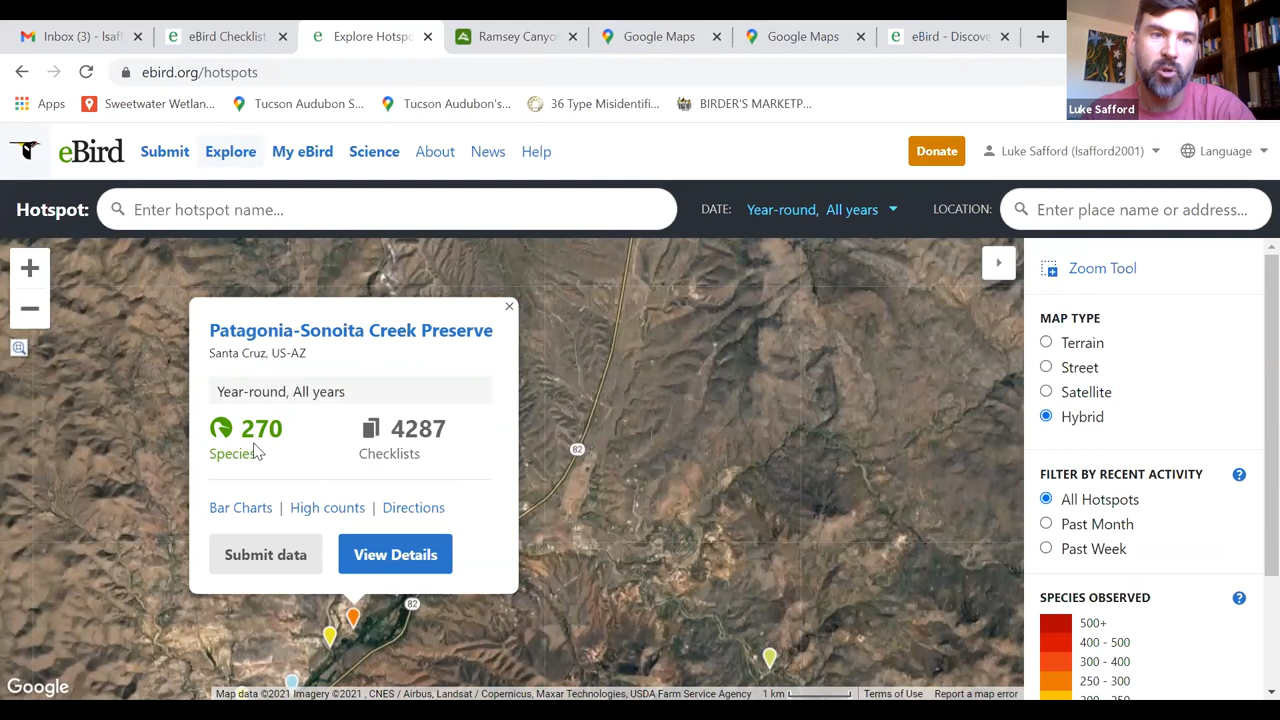 Inbox (3) - lsaff
eBird Checklist
Explore Hotspo
Ramsey Canyo
Google Maps
Google Maps
eBird - Discove
ebird.org/hotspots
Apps
Sweetwater Wetlan...
Tucson Audubon S...
Tucson Audubon's...
36 Type Misidentifi...
BIRDER'S MARKETP...
Luke Safford
eBird
Submit
Explore
My eBird
Science
About
News
Help
Donate
Luke Safford (lsafford2001)
Language
Hotspot:
Enter hotspot name...
DATE:
Year-round, All years
LOCATION:
Enter place name or address...
Zoom Tool
MAP TYPE
Terrain
Street
Satellite
Hybrid
FILTER BY RECENT ACTIVITY
All Hotspots
Past Month
Past Week
SPECIES OBSERVED
500+
400 - 500
300 - 400
250 - 300
Patagonia-Sonoita Creek Preserve
Santa Cruz, US-AZ
Year-round, All years
270
Species
4287
Checklists
Bar Charts | High counts | Directions
Submit data
View Details
82
82
Google
Map data ©2021 Imagery ©2021 , CNES / Airbus, Landsat / Copernicus, Maxar Technologies, USDA Farm Service Agency
1 km
Terms of Use
Report a map error